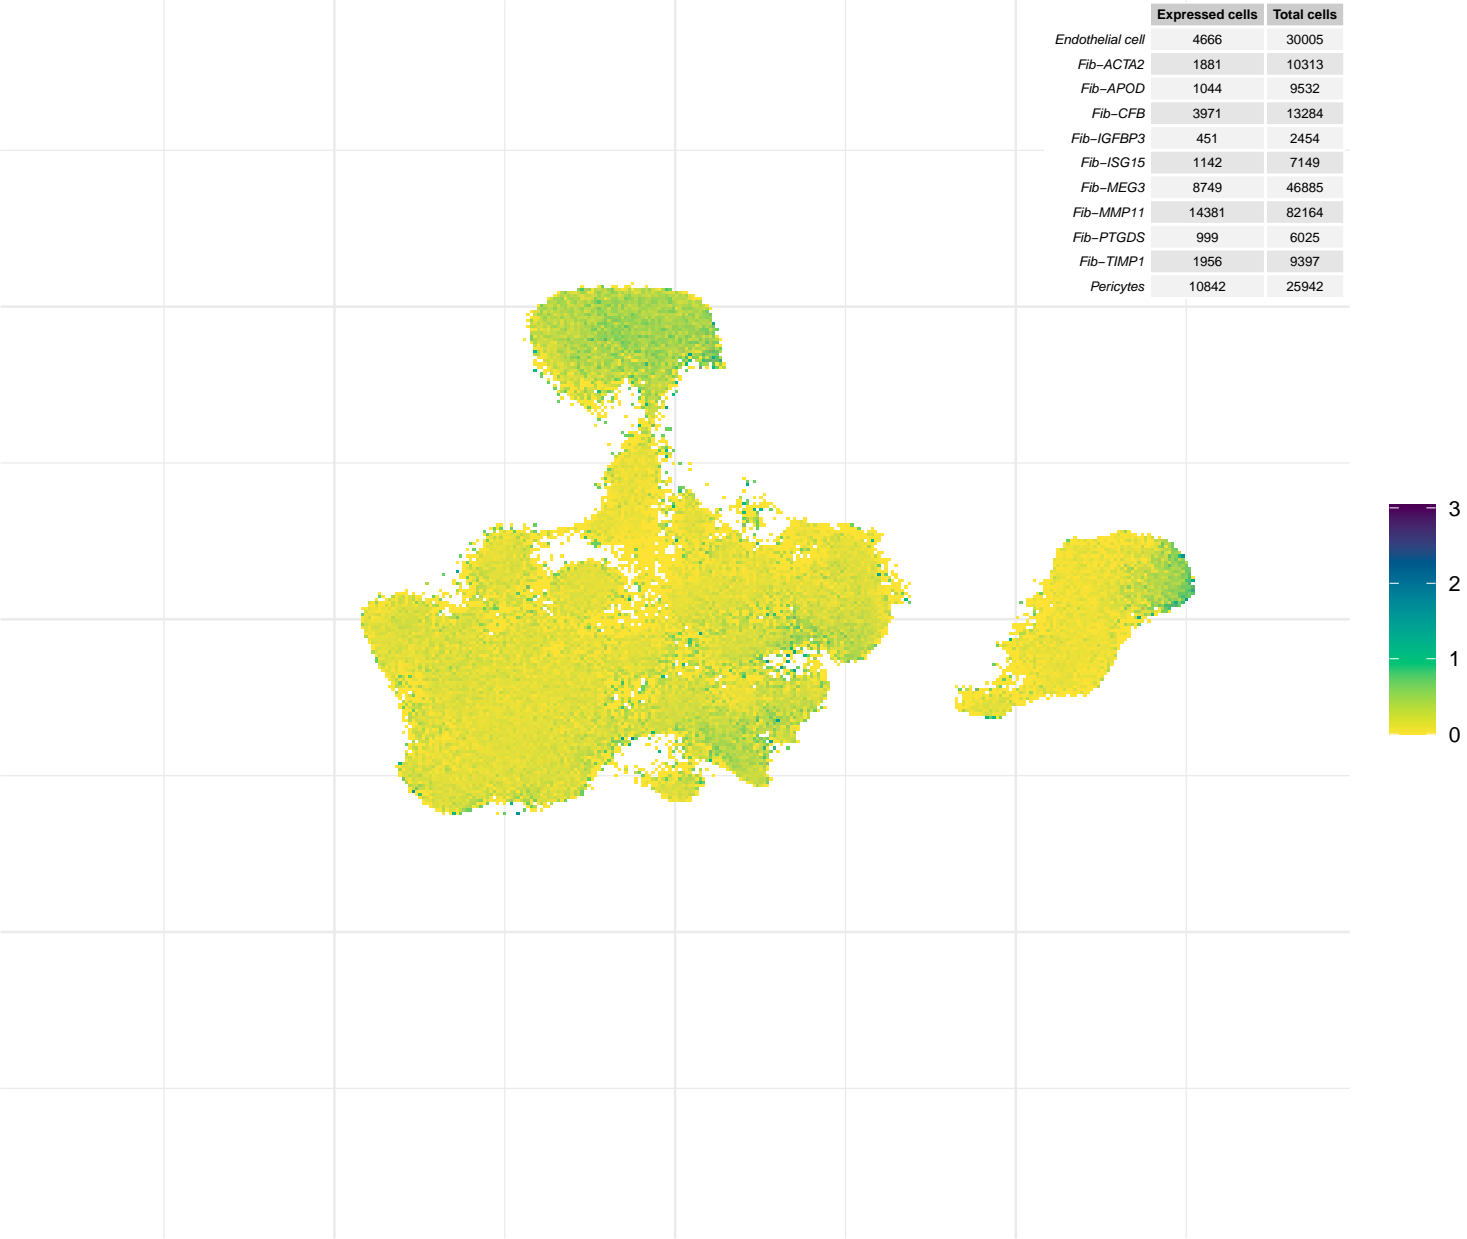 Expressed cells Total cells
Endothelial cell 4666 30005
Fib−ACTA2 1881 10313
Fib−APOD 1044 9532
Fib−CFB 3971 13284
Fib−IGFBP3 451 2454
Fib−ISG15 1142 7149
Fib−MEG3 8749 46885
Fib−MMP11 14381 82164
Fib−PTGDS 999 6025
Fib−TIMP1 1956 9397
Pericytes 10842 25942
3
2
1
0